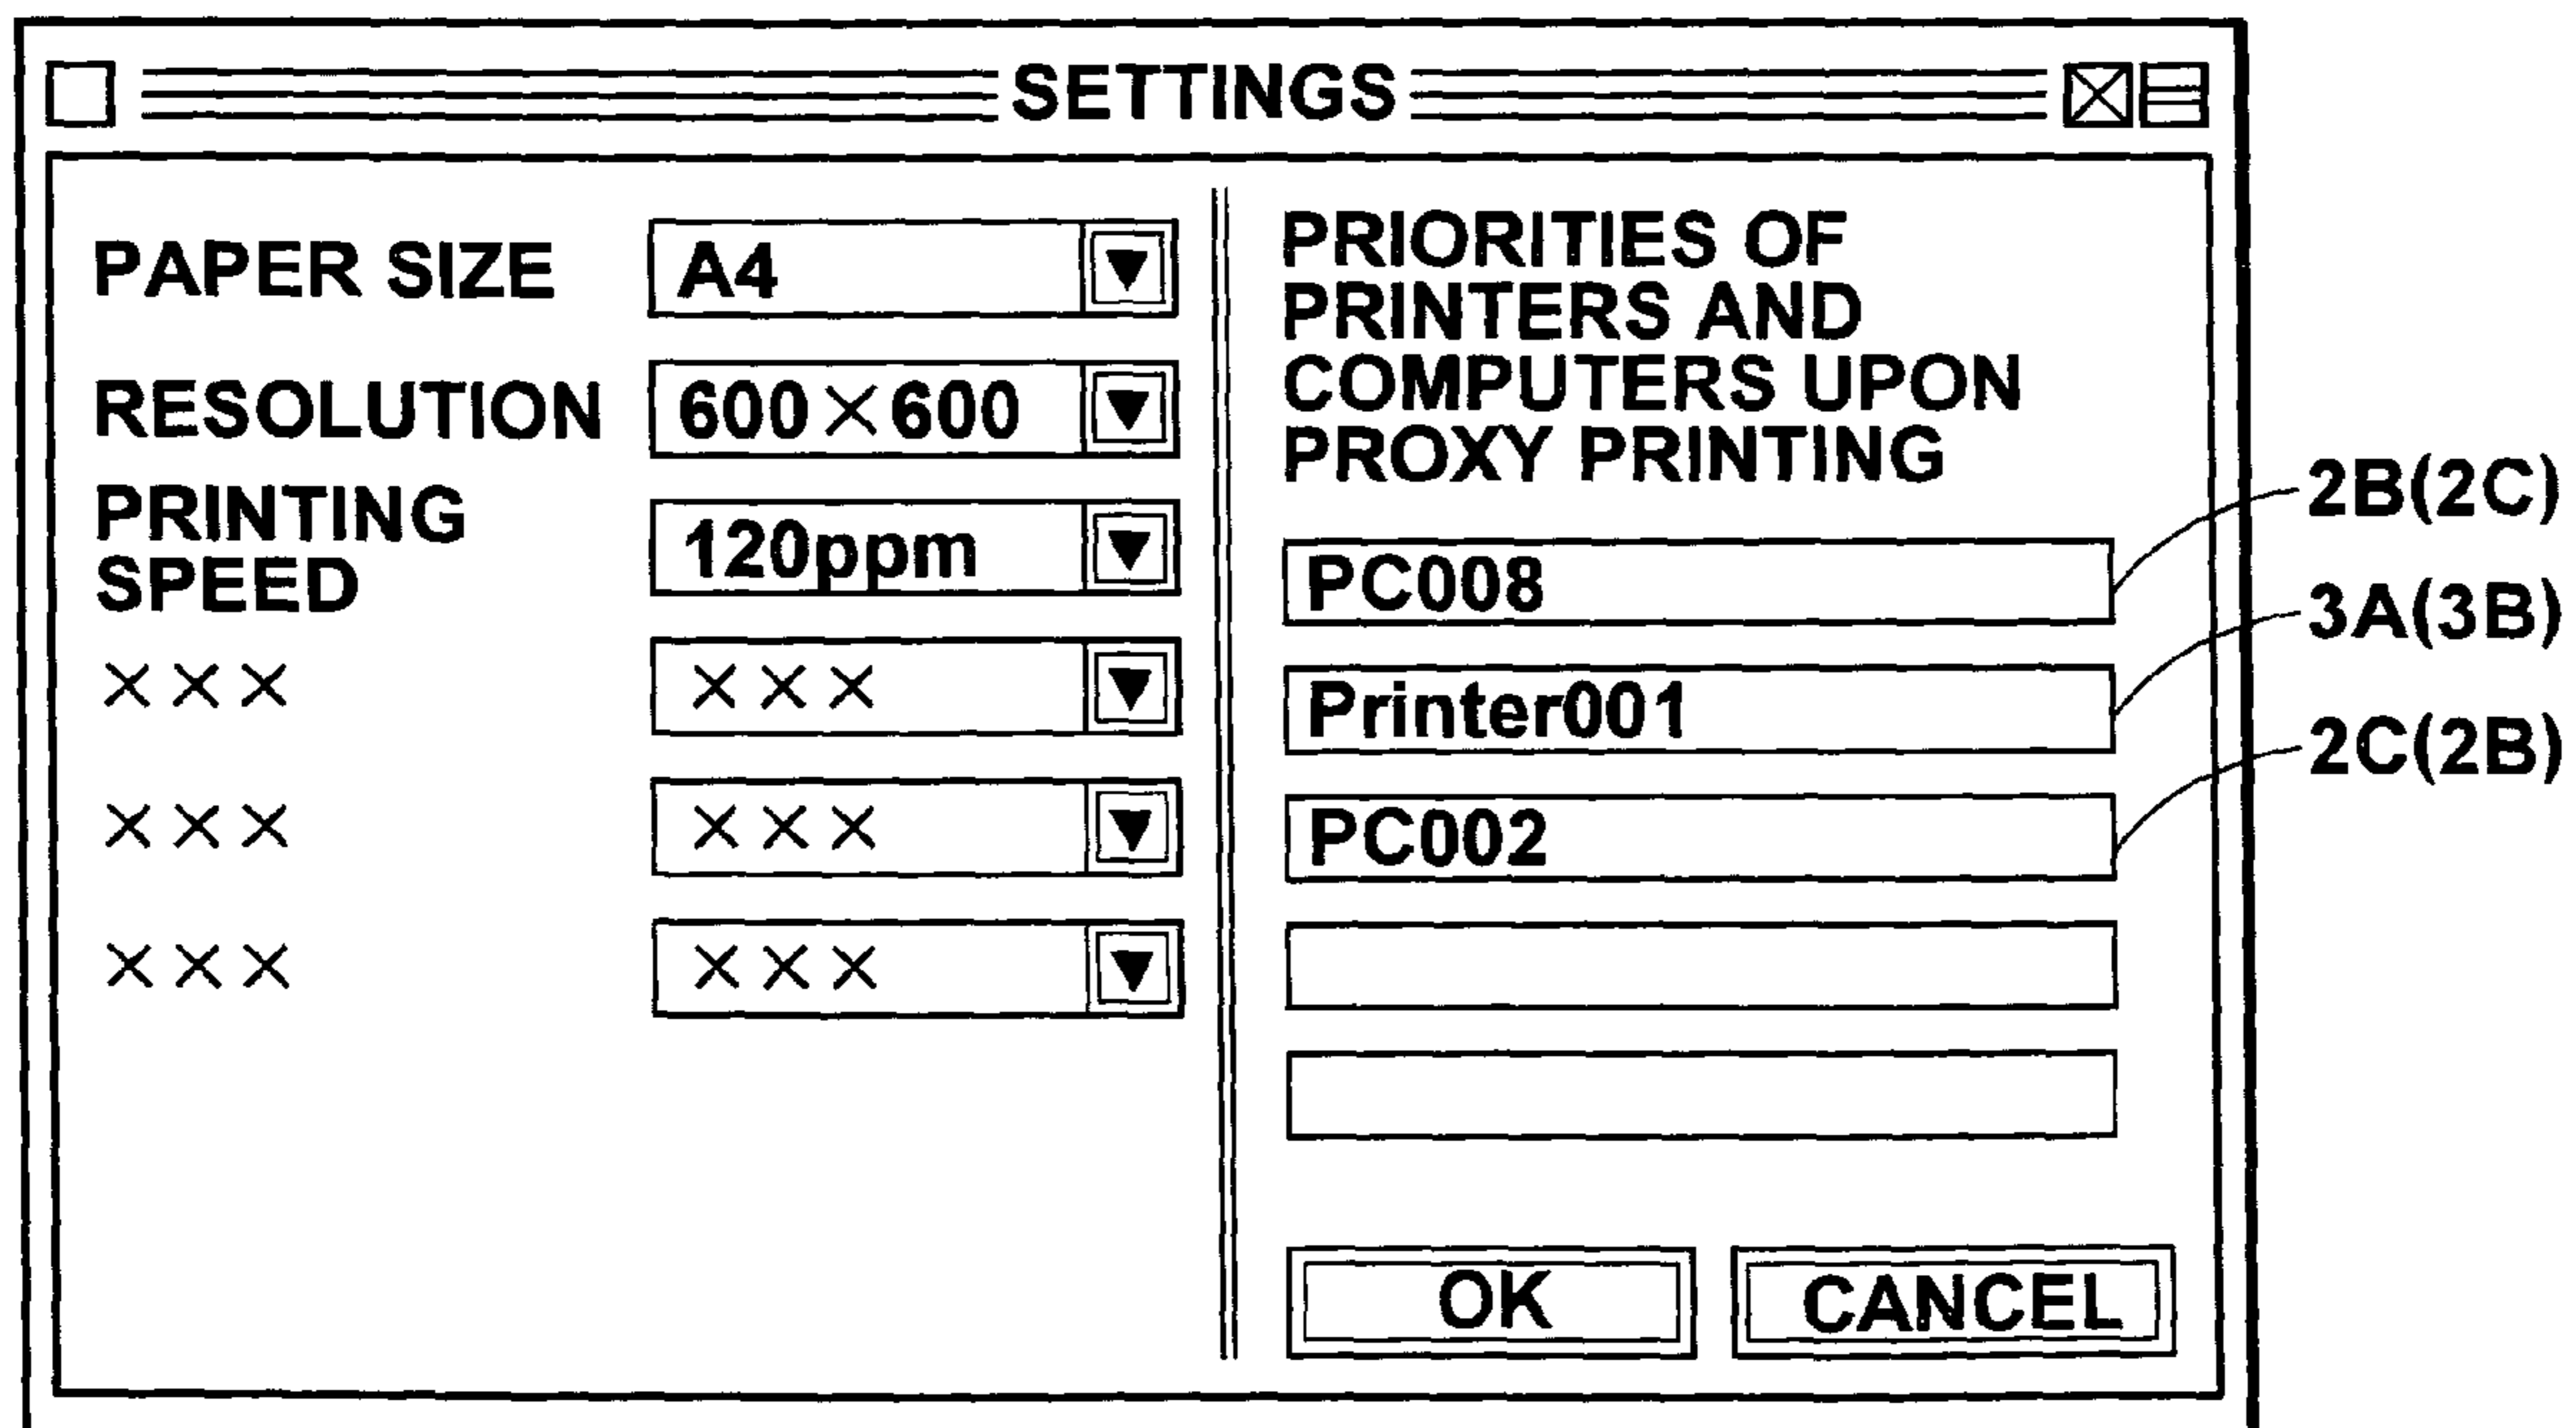 SETTINGS
PAPER SIZE
A4
RESOLUTION
600×600
PRINTING
SPEED
120ppm
×××
×××
×××
×××
×××
×××
PRIORITIES OF
PRINTERS AND
COMPUTERS UPON
PROXY PRINTING
PC008
2B(2C)
Printer001
3A(3B)
PC002
2C(2B)
OK
CANCEL